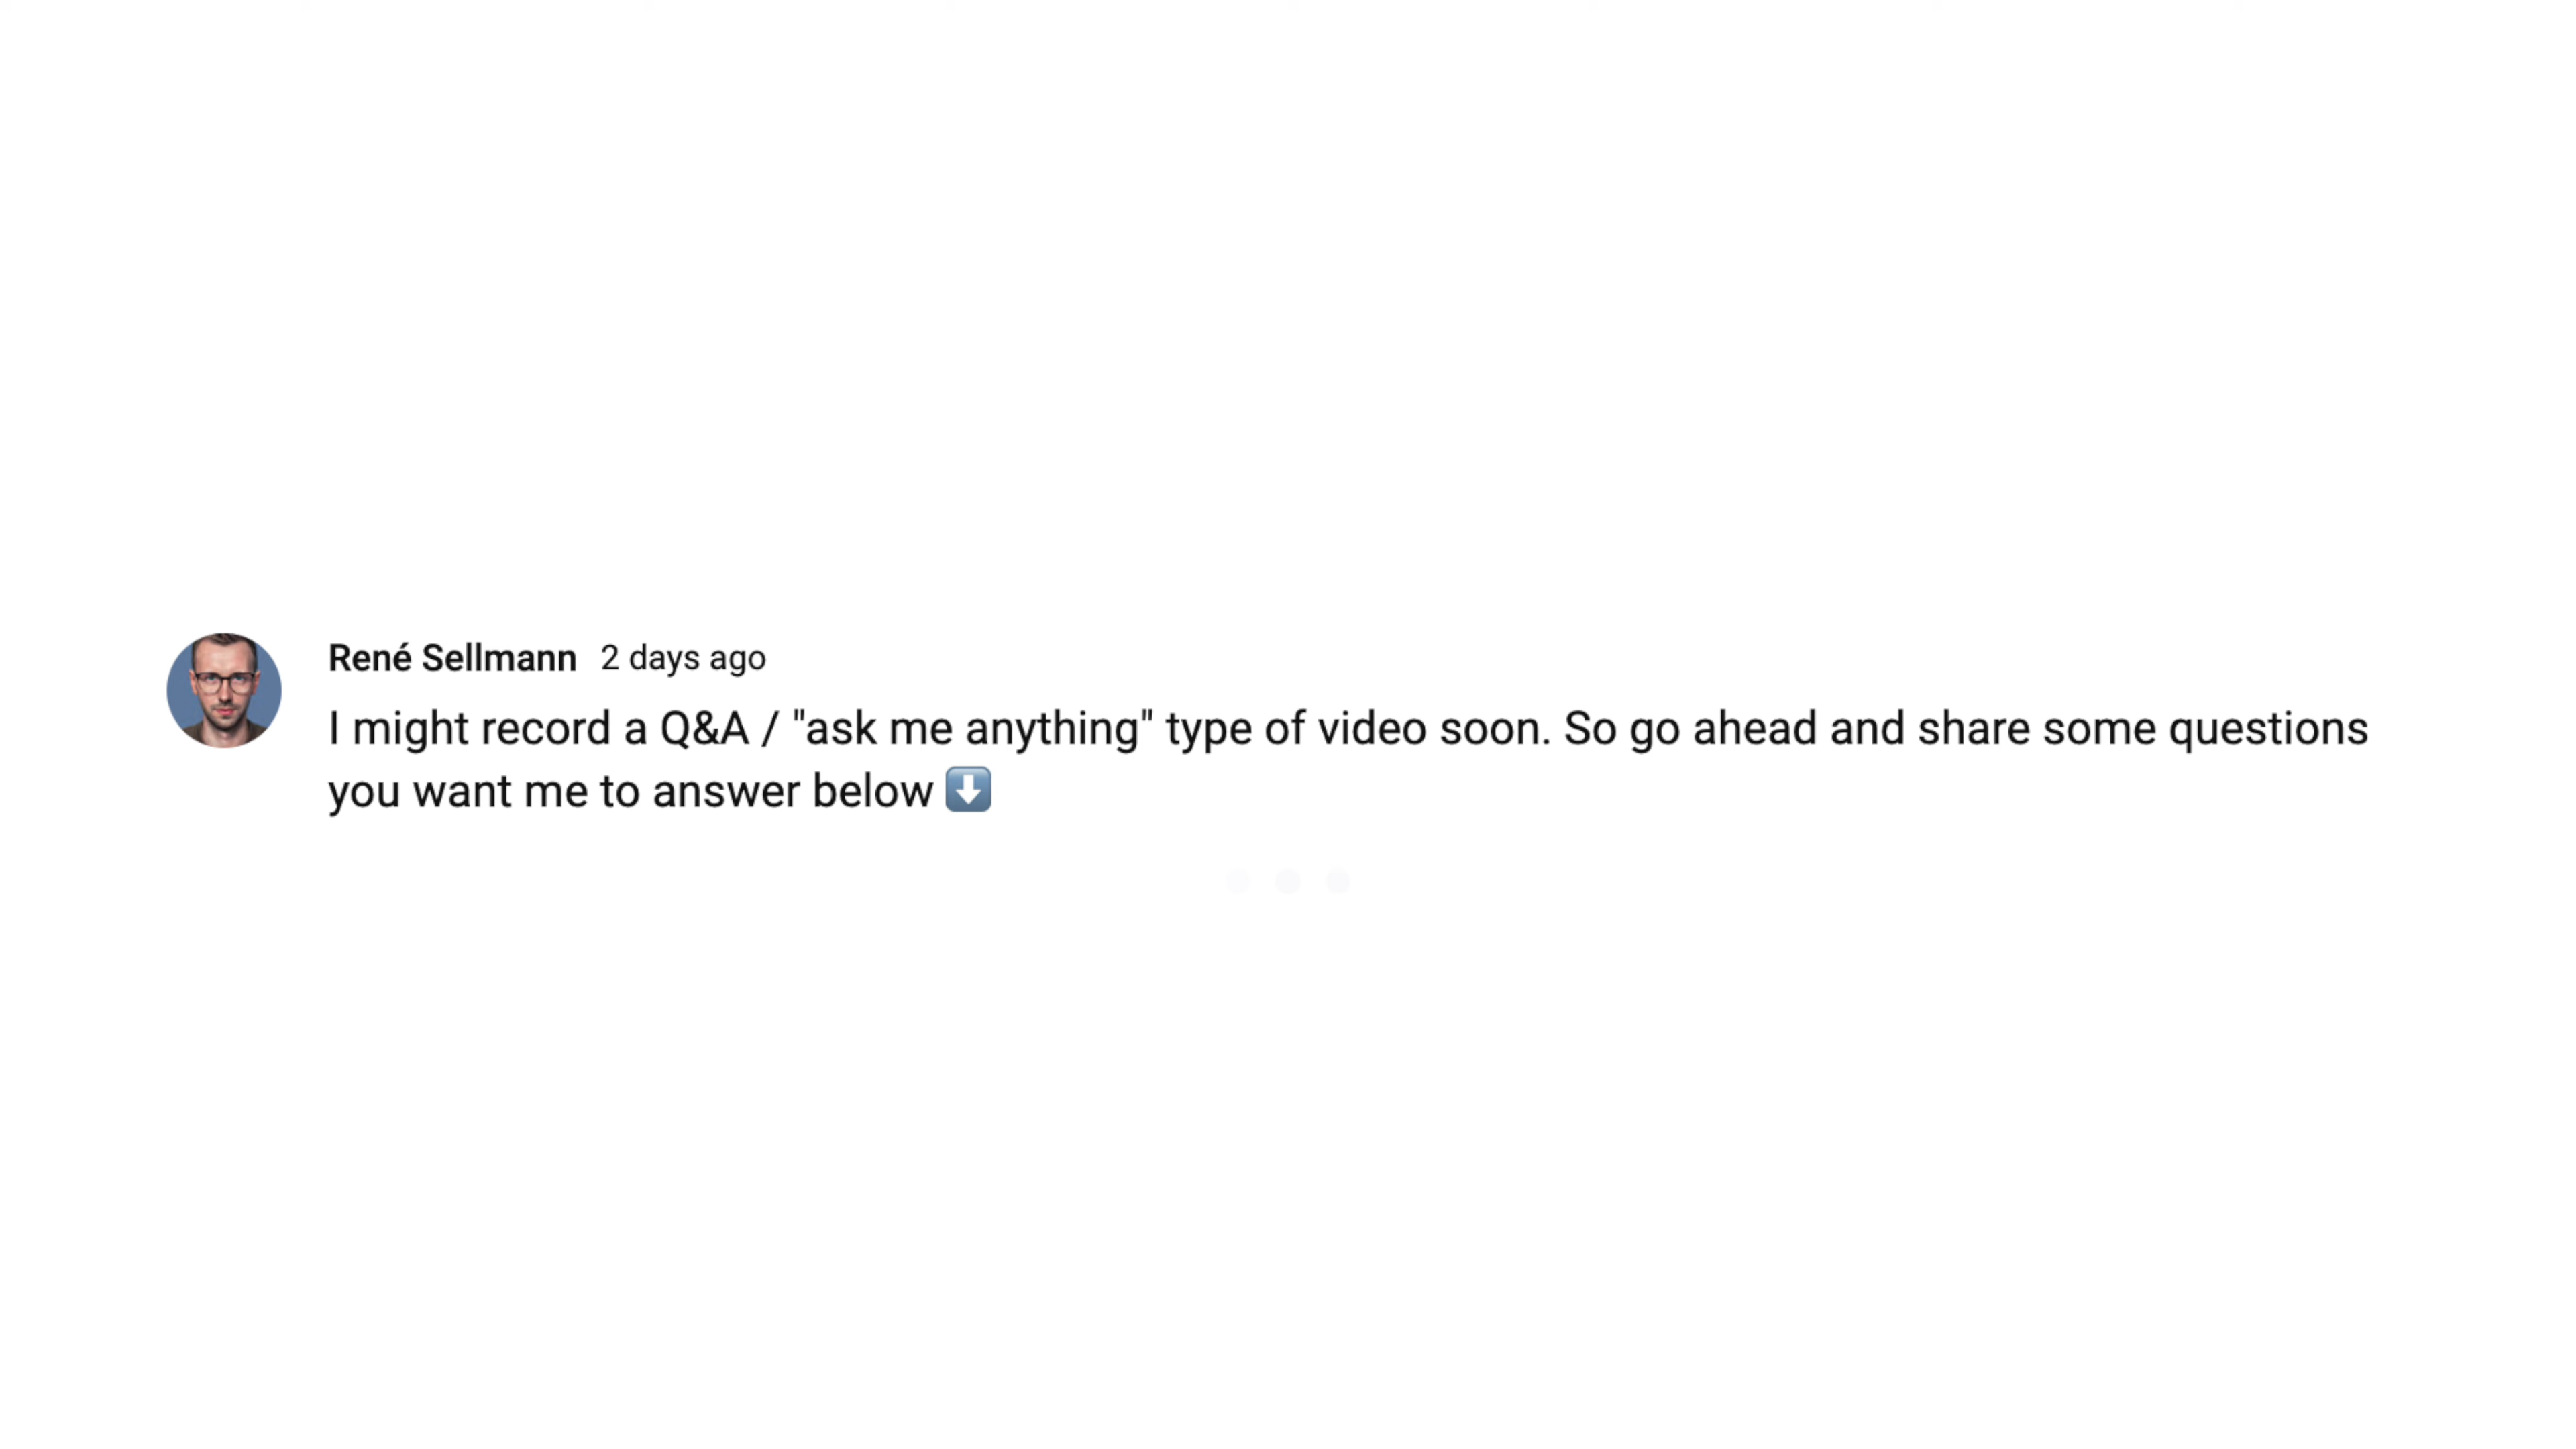 René Sellmann 2 days ago
I might record a Q&A / "ask me anything" type of video soon. So go ahead and share some questions
you want me to answer below ⬇️